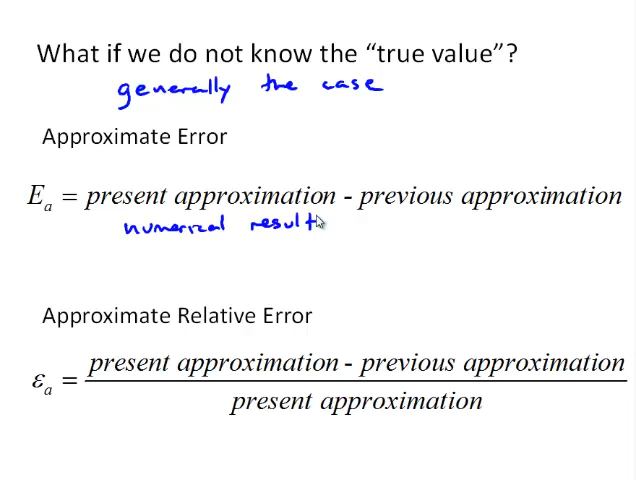 What if we do not know the “true value”?
generally the case
Approximate Error
Eₐ = present approximation - previous approximation
numerical result
Approximate Relative Error
εₐ = present approximation - previous approximation
present approximation